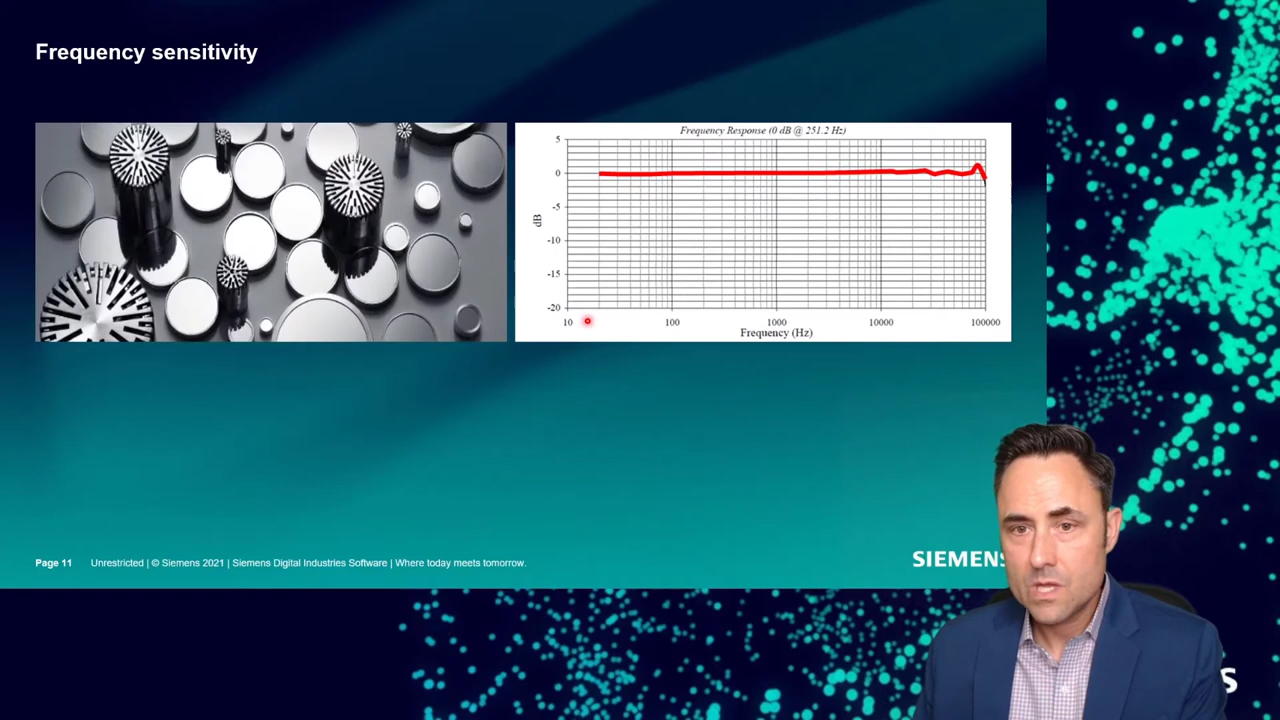 Frequency sensitivity
Frequency Response (0 dB @ 251.2 Hz)
5
0
-5
-10
-15
-20
dB
10 100 1000 10000 100000
Frequency (Hz)
Page 11 Unrestricted | © Siemens 2021 | Siemens Digital Industries Software | Where today meets tomorrow.
SIEMENS
S